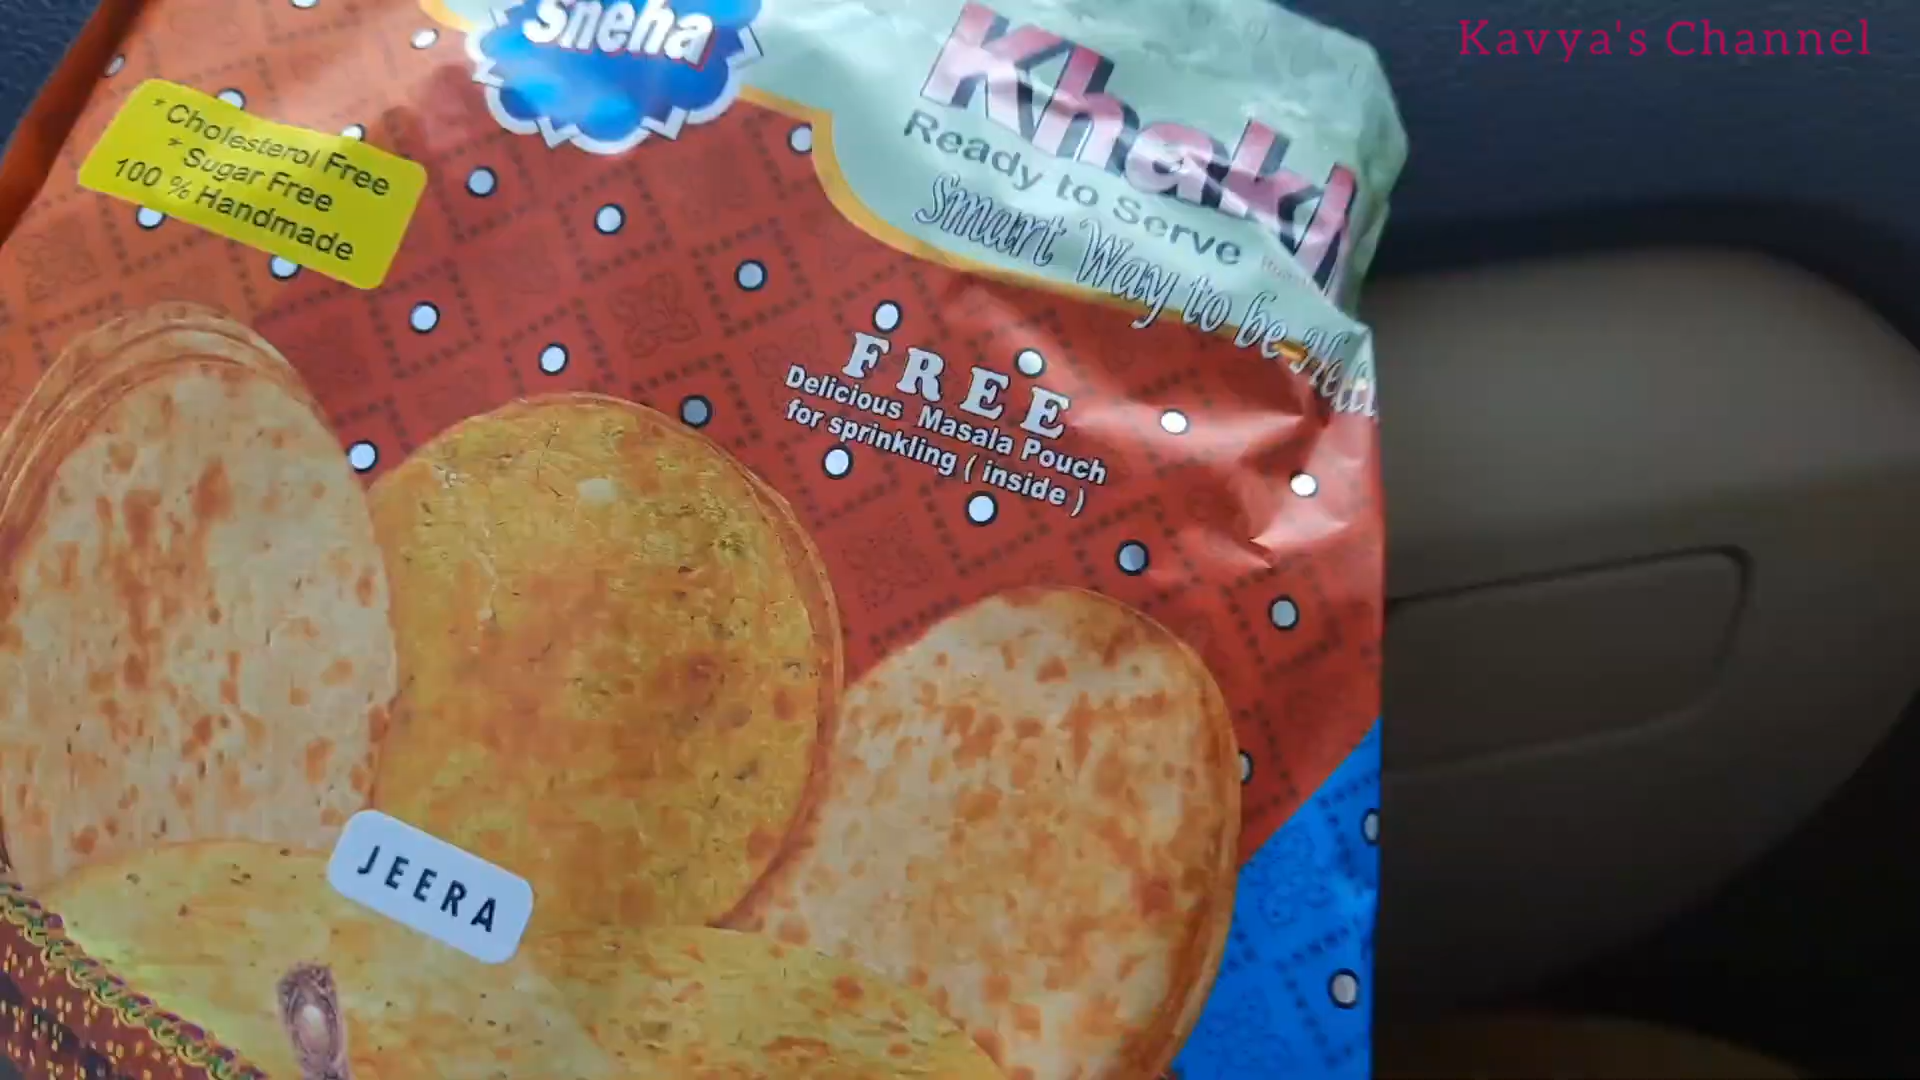 Kavya's Channel
Sneha
Khakh
Ready to Serve
Smart Way to be
* Cholesterol Free
* Sugar Free
100 % Handmade
FREE
Delicious Masala Pouch
for sprinkling ( inside )
JEERA